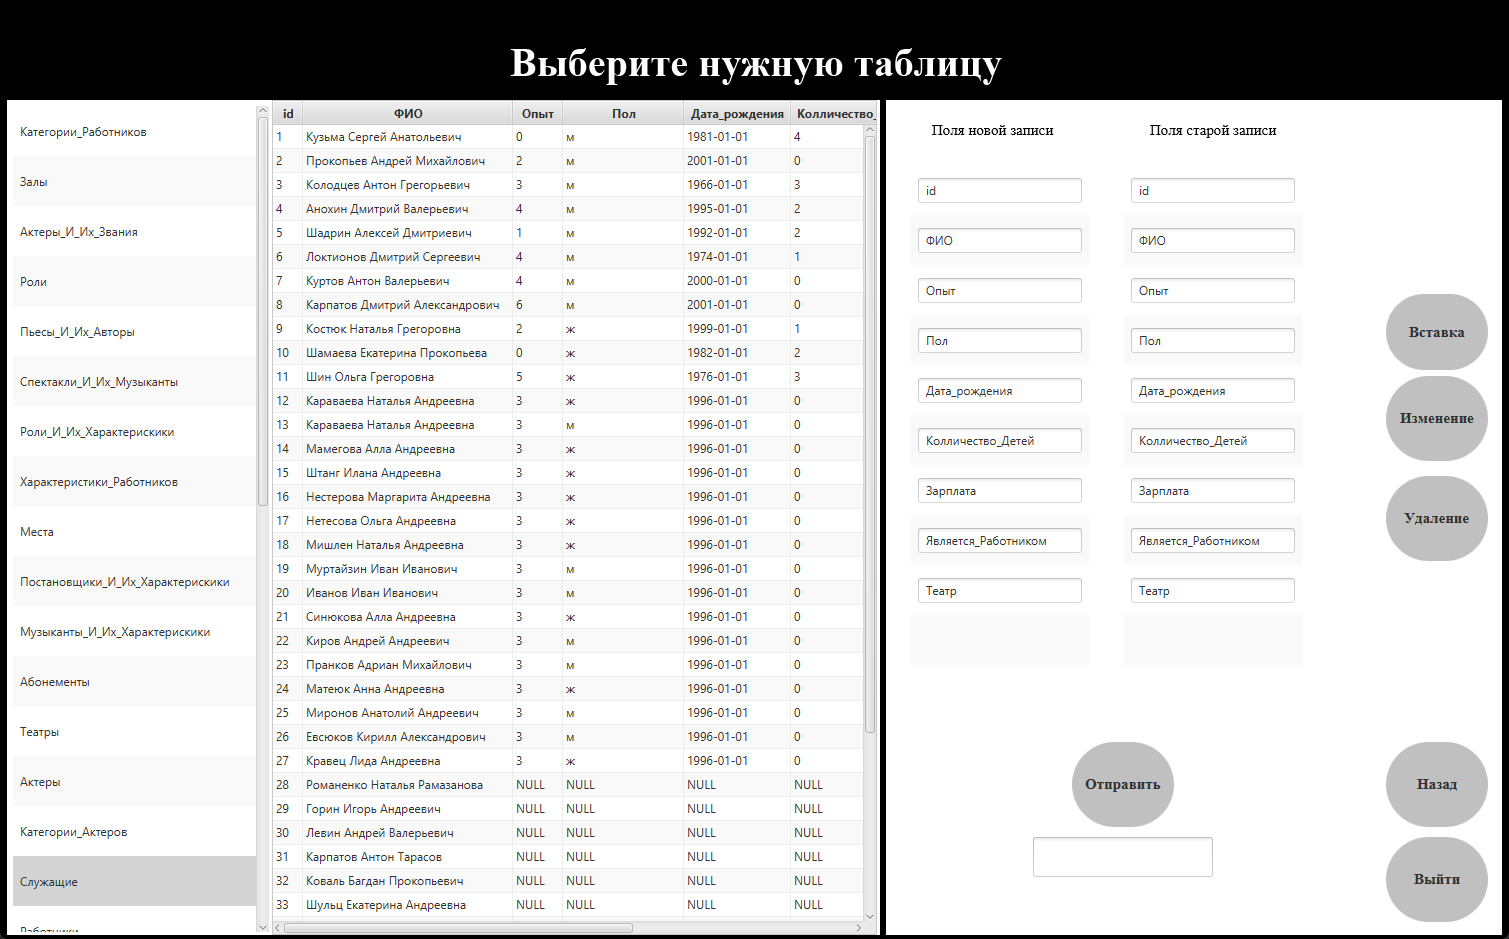 Выберите нужную таблицу
Категории_Работников
Залы
Актеры_И_Их_Звания
Роли
Пьесы_И_Их_Авторы
Спектакли_И_Их_Музыканты
Роли_И_Их_Характерискики
Характеристики_Работников
Места
Постановщики_И_Их_Характерискики
Музыканты_И_Их_Характерискики
Абонементы
Театры
Актеры
Категории_Актеров
Служащие
Работники
id ФИО Опыт Пол Дата_рождения Колличество_
1 Кузьма Сергей Анатольевич 0 м 1981-01-01 4
2 Прокопьев Андрей Михайлович 2 м 2001-01-01 0
3 Колодцев Антон Грегорьевич 3 м 1966-01-01 3
4 Анохин Дмитрий Валерьевич 4 м 1995-01-01 2
5 Шадрин Алексей Дмитриевич 1 м 1992-01-01 2
6 Локтионов Дмитрий Сергеевич 4 м 1974-01-01 1
7 Куртов Антон Валерьевич 4 м 2000-01-01 0
8 Карпатов Дмитрий Александрович 6 м 2001-01-01 0
9 Костюк Наталья Грегоровна 2 ж 1999-01-01 1
10 Шамаева Екатерина Прокопьева 0 ж 1982-01-01 2
11 Шин Ольга Грегоровна 5 ж 1976-01-01 3
12 Караваева Наталья Андреевна 3 ж 1996-01-01 0
13 Караваева Наталья Андреевна 3 м 1996-01-01 0
14 Мамегова Алла Андреевна 3 ж 1996-01-01 0
15 Штанг Илана Андреевна 3 ж 1996-01-01 0
16 Нестерова Маргарита Андреевна 3 ж 1996-01-01 0
17 Нетесова Ольга Андреевна 3 ж 1996-01-01 0
18 Мишлен Наталья Андреевна 3 ж 1996-01-01 0
19 Муртайзин Иван Иванович 3 м 1996-01-01 0
20 Иванов Иван Иванович 3 м 1996-01-01 0
21 Синюкова Алла Андреевна 3 ж 1996-01-01 0
22 Киров Андрей Андреевич 3 м 1996-01-01 0
23 Пранков Адриан Михайлович 3 м 1996-01-01 0
24 Матеюк Анна Андреевна 3 ж 1996-01-01 0
25 Миронов Анатолий Андреевич 3 м 1996-01-01 0
26 Евсюков Кирилл Александрович 3 м 1996-01-01 0
27 Кравец Лида Андреевна 3 ж 1996-01-01 0
28 Романенко Наталья Рамазанова NULL NULL NULL NULL
29 Горин Игорь Андреевич NULL NULL NULL NULL
30 Левин Андрей Валерьевич NULL NULL NULL NULL
31 Карпатов Антон Тарасов NULL NULL NULL NULL
32 Коваль Багдан Прокопьевич NULL NULL NULL NULL
33 Шульц Екатерина Андреевна NULL NULL NULL NULL
Поля новой записи Поля старой записи
id id
ФИО ФИО
Опыт Опыт
Пол Пол
Дата_рождения Дата_рождения
Колличество_Детей Колличество_Детей
Зарплата Зарплата
Является_Работником Является_Работником
Театр Театр
Вставка
Изменение
Удаление
Отправить
Назад
Выйти